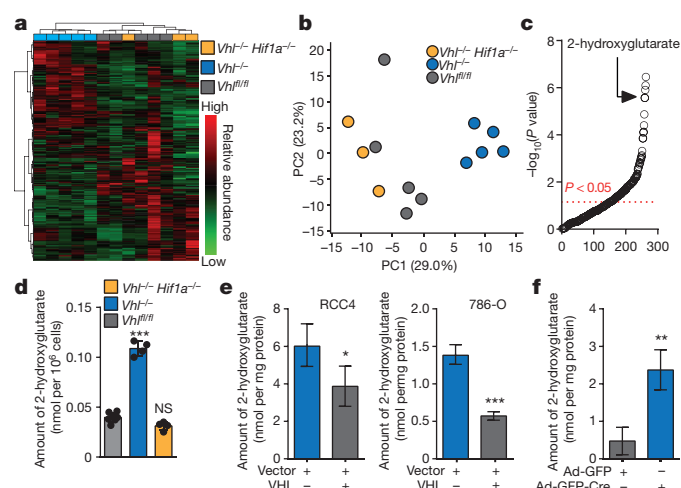 a
Vhl–/– Hif1a–/–
Vhl–/–
Vhlfl/fl
High
Relative abundance
Low
b
Vhl–/– Hif1a–/–
Vhl–/–
Vhlfl/fl
20
15
10
5
0
–5
–10
–15
PC2 (23.2%)
–15
–10
–5
0
5
10
15
PC1 (29.0%)
c
2-hydroxyglutarate
8
6
4
2
0
–log10(P value)
P < 0.05
0
100
200
300
d
Vhl–/– Hif1a–/–
Vhl–/–
Vhlfl/fl
Amount of 2-hydroxyglutarate
(nmol per 10⁶ cells)
0.15
0.10
0.05
0
***
NS
e
RCC4
Amount of 2-hydroxyglutarate
(nmol per mg protein)
8
6
4
2
0
*
Vector + +
VHL – +
786-O
Amount of 2-hydroxyglutarate
(nmol permg protein)
2.0
1.5
1.0
0.5
0
***
Vector + +
VHL – +
f
Amount of 2-hydroxyglutarate
(nmol per mg protein)
4
3
2
1
0
**
Ad-GFP + –
Ad-GFP-Cre – +